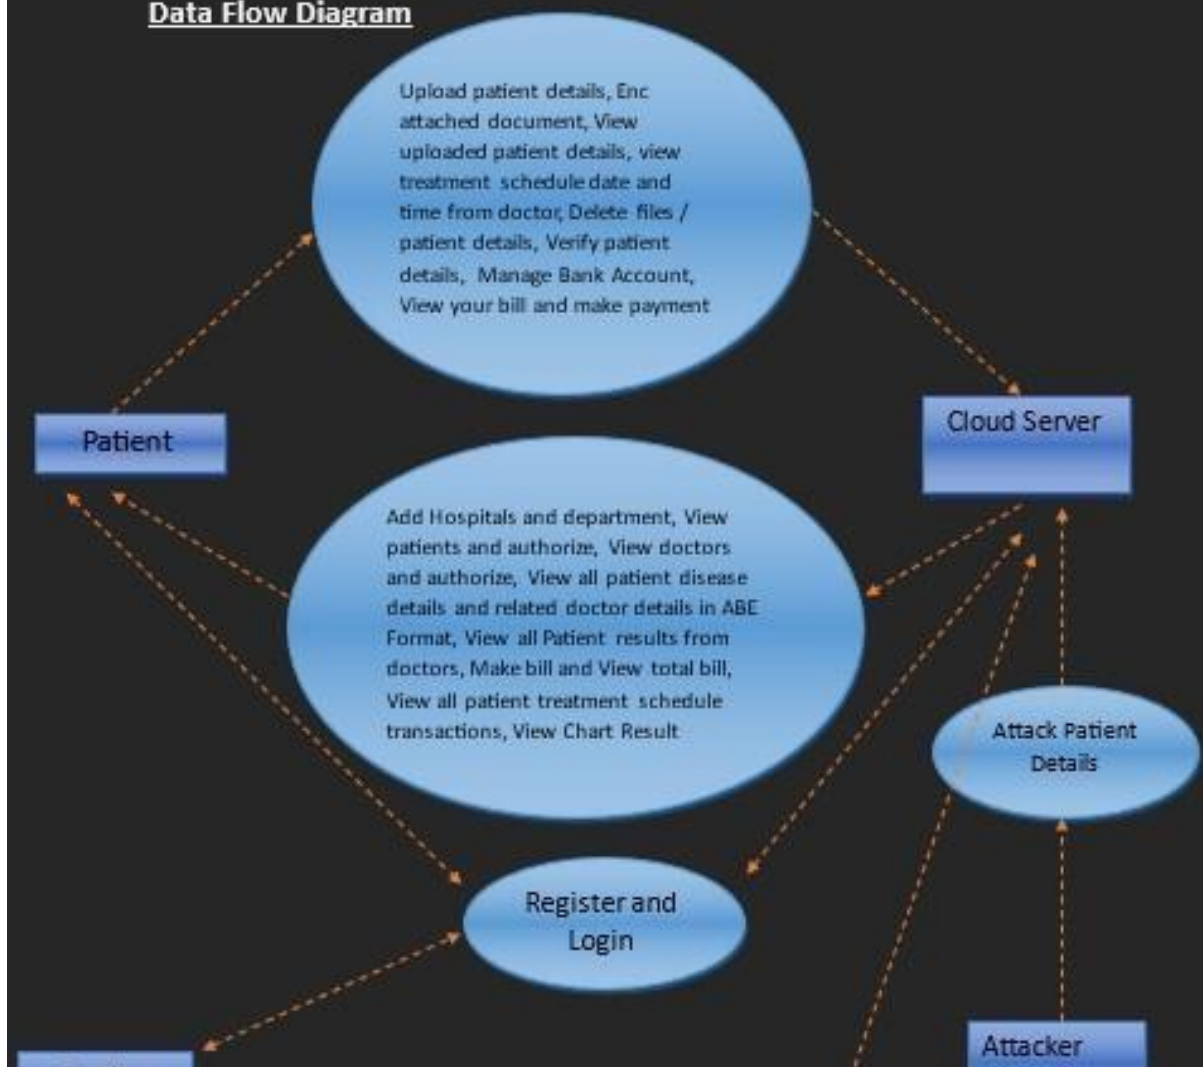 Data Flow Diagram
Upload patient details, Enc
attached document, View
uploaded patient details, view
treatment schedule date and
time from doctor, Delete files /
patient details, Verify patient
details, Manage Bank Account,
View your bill and make payment
Patient
Cloud Server
Add Hospitals and department, View
patients and authorize, View doctors
and authorize, View all patient disease
details and related doctor details in ABE
Format, View all Patient results from
doctors, Make bill and View total bill,
View all patient treatment schedule
transactions, View Chart Result
Attack Patient
Details
Register and
Login
Attacker